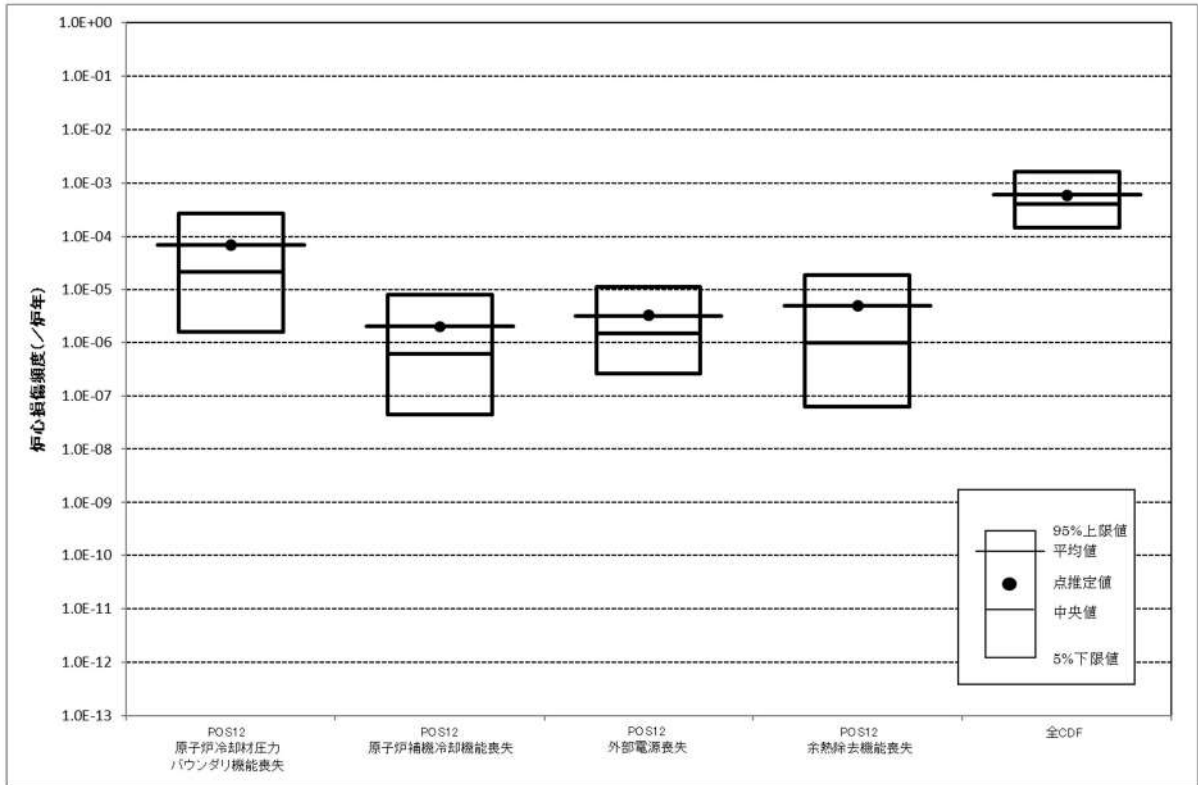 炉心損傷頻度(／炉年)
1.0E+00
1.0E-01
1.0E-02
1.0E-03
1.0E-04
1.0E-05
1.0E-06
1.0E-07
1.0E-08
1.0E-09
1.0E-10
1.0E-11
1.0E-12
1.0E-13
95%上限値
平均値
点推定値
中央値
5%下限値
POS12
原子炉冷却材圧力
バウンダリ機能喪失
POS12
原子炉補機冷却機能喪失
POS12
外部電源喪失
POS12
余熱除去機能喪失
全CDF